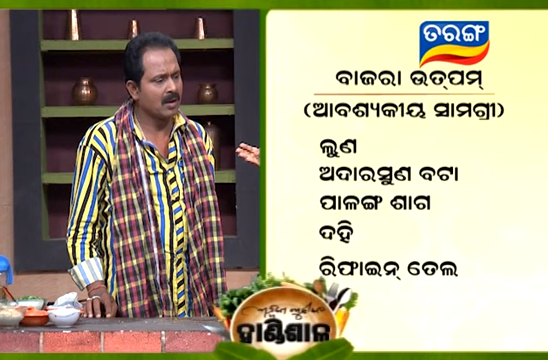 ତରଙ୍ଗ
ବାଜରା ଉତ୍‌ପମ୍
(ଆବଶ୍ୟକୀୟ ସାମଗ୍ରୀ)
ଲୁଣ
ଅଦାରସୁଣ ବଟା
ପାଳଙ୍ଗ ଶାଗ
ଦହି
ରିଫାଇନ୍ ତେଲ
ହାଣ୍ଡିଶାଳ